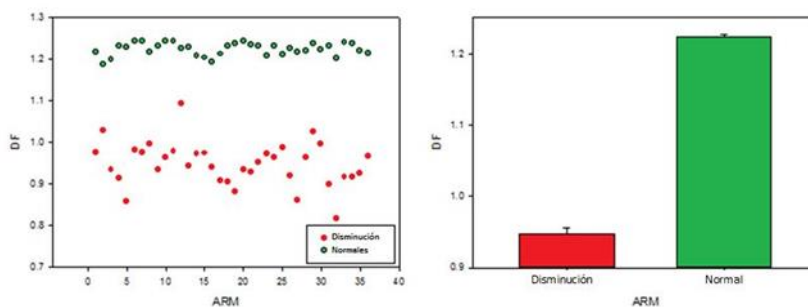 DF
1.3
1.2
1.1
1.0
0.9
0.8
0.7
0 5 10 15 20 25 30 35 40
ARM
Disminución
Normales
DF
1.2
1.1
1.0
0.9
Disminución Normal
ARM